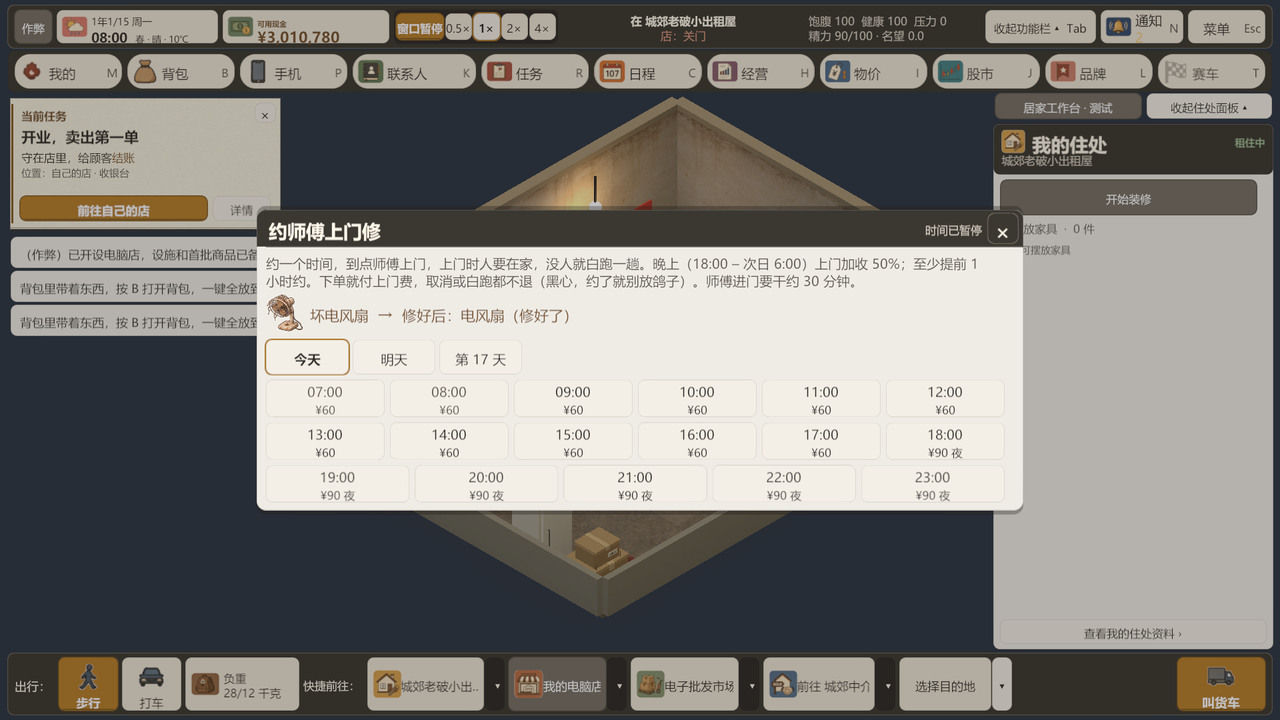 作弊
1年1/15 周一
08:00 春 · 晴 · 10℃
可用现金
¥3,010,780
窗口暂停
0.5×
1×
2×
4×
在 城郊老破小出租屋
店：关门
饱腹 100 健康 100 压力 0
精力 90/100 · 名望 0.0
收起功能栏 ▴ Tab
通知
2
N
菜单 Esc
我的 M
背包 B
手机 P
联系人 K
任务 R
107
日程 C
经营 H
物价 I
股市 J
品牌 L
赛车 T
当前任务
×
开业，卖出第一单
守在店里，给顾客结账
位置：自己的店 · 收银台
前往自己的店
详情
（作弊）已开设电脑店，设施和首批商品已备
背包里带着东西，按 B 打开背包，一键全放到
背包里带着东西，按 B 打开背包，一键全放到
居家工作台 · 测试
收起住处面板 ▴
我的住处
租住中
城郊老破小出租屋
开始装修
放家具 · 0 件
可摆放家具
查看我的住处资料 ›
约师傅上门修
时间已暂停
×
约一个时间，到点师傅上门，上门时人要在家，没人就白跑一趟。晚上（18:00 – 次日 6:00）上门加收 50%；至少提前 1
小时约。下单就付上门费，取消或白跑都不退（黑心，约了就别放鸽子）。师傅进门要干约 30 分钟。
坏电风扇 → 修好后：电风扇（修好了）
今天
明天
第 17 天
07:00 08:00 09:00 10:00 11:00 12:00
¥60 ¥60 ¥60 ¥60 ¥60 ¥60
13:00 14:00 15:00 16:00 17:00 18:00
¥60 ¥60 ¥60 ¥60 ¥60 ¥90 夜
19:00 20:00 21:00 22:00 23:00
¥90 夜 ¥90 夜 ¥90 夜 ¥90 夜 ¥90 夜
出行：
步行
打车
负重
28/12 千克
快捷前往：
城郊老破小出..
我的电脑店
电子批发市场
前往 城郊中介
选择目的地
叫货车